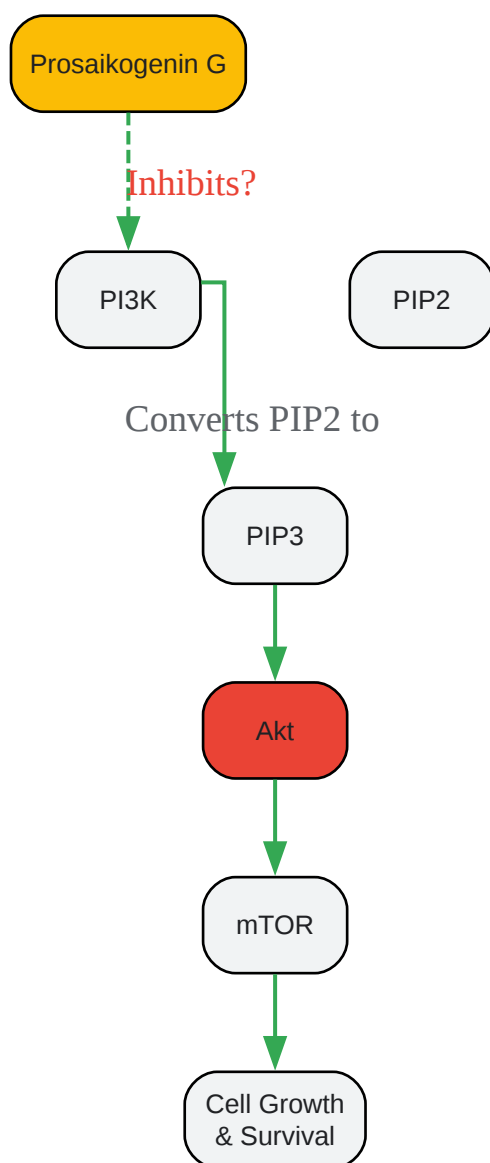 Prosaikogenin G
Inhibits?
PI3K
PIP2
Converts PIP2 to
PIP3
Akt
mTOR
Cell Growth
& Survival